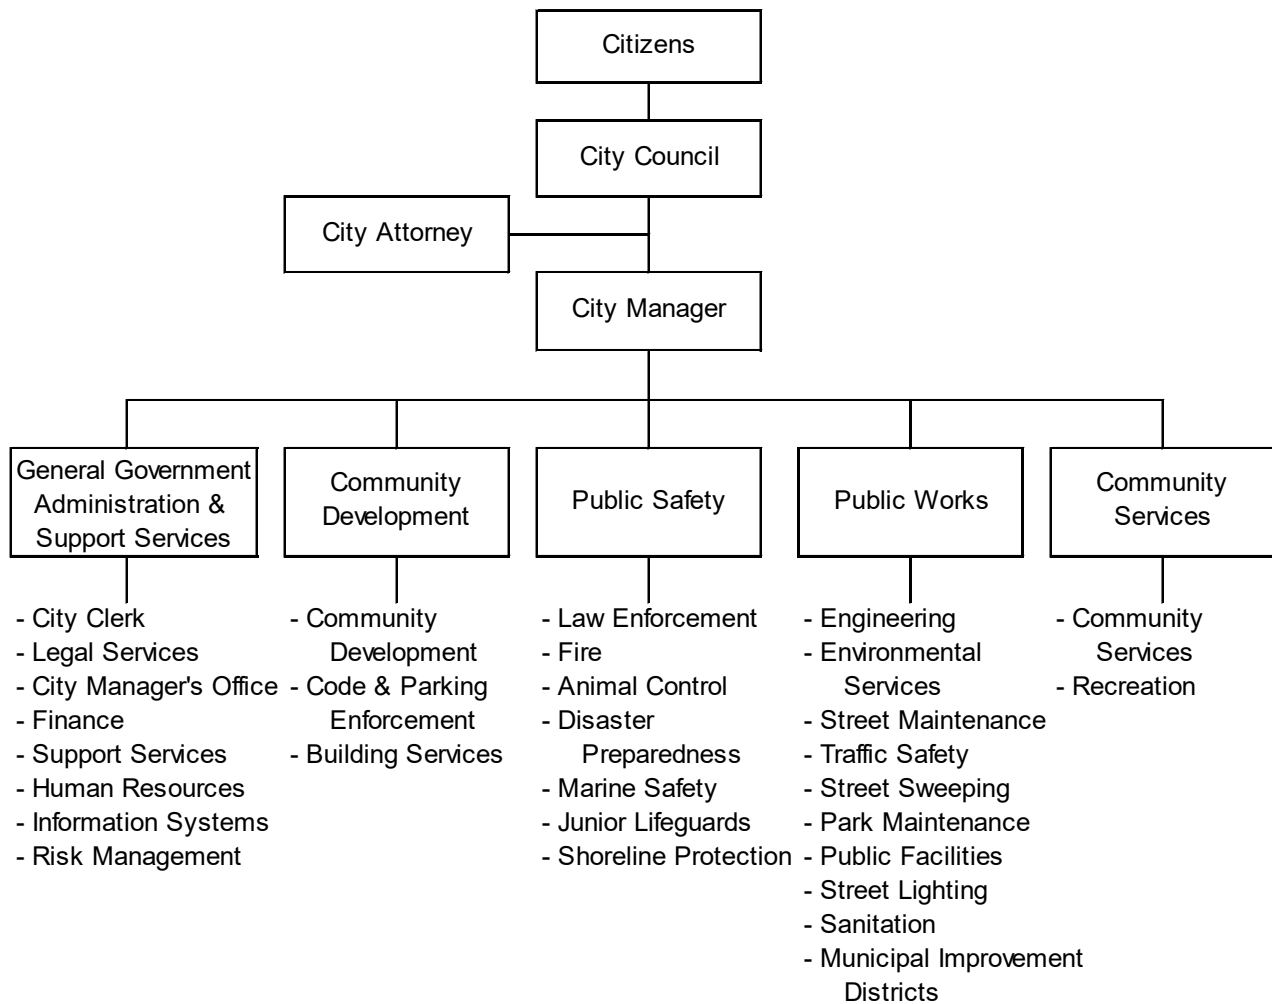 Citizens
City Council
City Attorney
City Manager
General Government
Administration &
Support Services
Community
Development
Public Safety
Public Works
Community
Services
- City Clerk
- Legal Services
- City Manager's Office
- Finance
- Support Services
- Human Resources
- Information Systems
- Risk Management
- Community
Development
- Code & Parking
Enforcement
- Building Services
- Law Enforcement
- Fire
- Animal Control
- Disaster
Preparedness
- Marine Safety
- Junior Lifeguards
- Shoreline Protection
- Engineering
- Environmental
Services
- Street Maintenance
- Traffic Safety
- Street Sweeping
- Park Maintenance
- Public Facilities
- Street Lighting
- Sanitation
- Municipal Improvement
Districts
- Community
Services
- Recreation